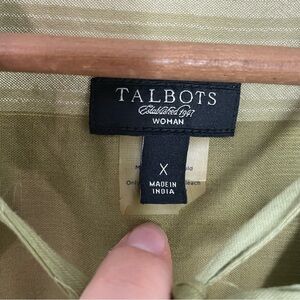 TALBOTS
Established 1947
WOMAN
X
MADE IN
INDIA